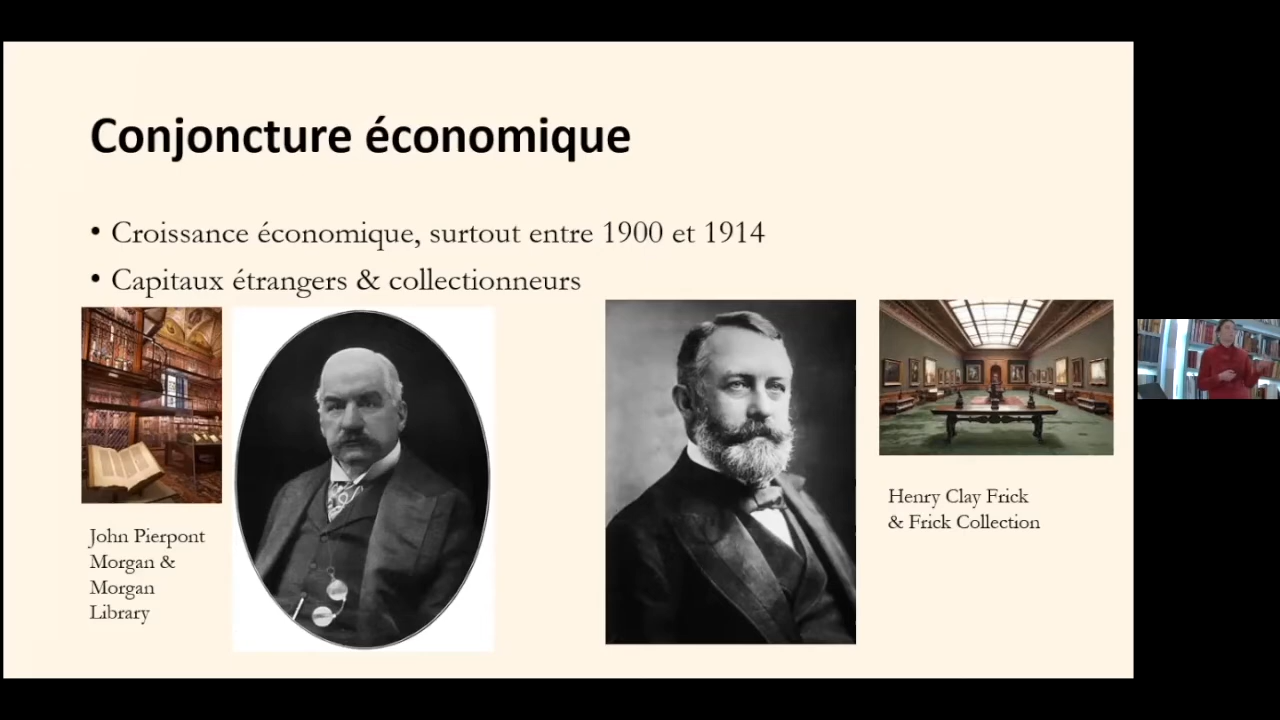 Conjoncture économique
• Croissance économique, surtout entre 1900 et 1914
• Capitaux étrangers & collectionneurs
John Pierpont
Morgan &
Morgan
Library
Henry Clay Frick
& Frick Collection